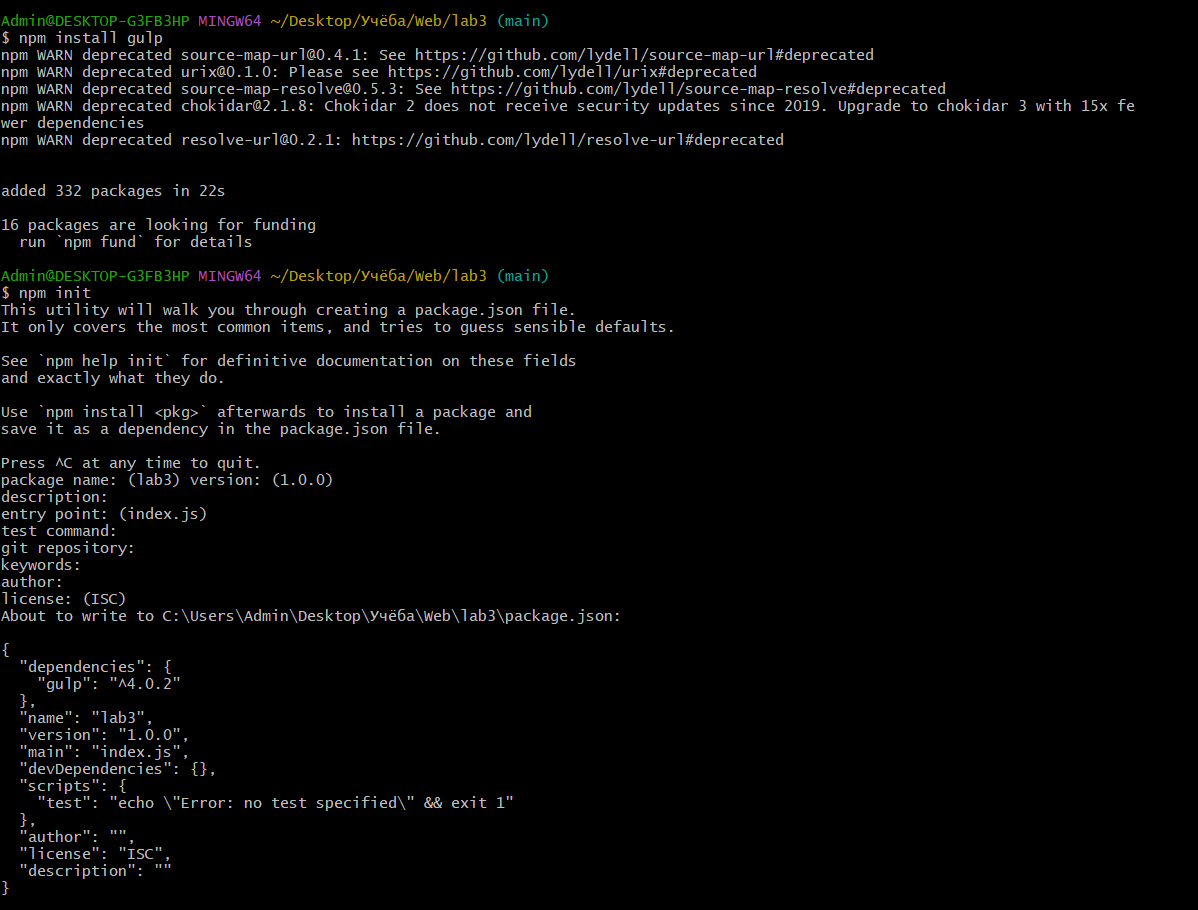 Admin@DESKTOP-G3FB3HP MINGW64 ~/Desktop/Учёба/Web/lab3 (main)
$ npm install gulp
npm WARN deprecated source-map-url@0.4.1: See https://github.com/lydell/source-map-url#deprecated
npm WARN deprecated urix@0.1.0: Please see https://github.com/lydell/urix#deprecated
npm WARN deprecated source-map-resolve@0.5.3: See https://github.com/lydell/source-map-resolve#deprecated
npm WARN deprecated chokidar@2.1.8: Chokidar 2 does not receive security updates since 2019. Upgrade to chokidar 3 with 15x fe
wer dependencies
npm WARN deprecated resolve-url@0.2.1: https://github.com/lydell/resolve-url#deprecated
added 332 packages in 22s
16 packages are looking for funding
  run `npm fund` for details
Admin@DESKTOP-G3FB3HP MINGW64 ~/Desktop/Учёба/Web/lab3 (main)
$ npm init
This utility will walk you through creating a package.json file.
It only covers the most common items, and tries to guess sensible defaults.
See `npm help init` for definitive documentation on these fields
and exactly what they do.
Use `npm install <pkg>` afterwards to install a package and
save it as a dependency in the package.json file.
Press ^C at any time to quit.
package name: (lab3) version: (1.0.0)
description:
entry point: (index.js)
test command:
git repository:
keywords:
author:
license: (ISC)
About to write to C:\Users\Admin\Desktop\Учёба\Web\lab3\package.json:
{
  "dependencies": {
    "gulp": "^4.0.2"
  },
  "name": "lab3",
  "version": "1.0.0",
  "main": "index.js",
  "devDependencies": {},
  "scripts": {
    "test": "echo \"Error: no test specified\" && exit 1"
  },
  "author": "",
  "license": "ISC",
  "description": ""
}